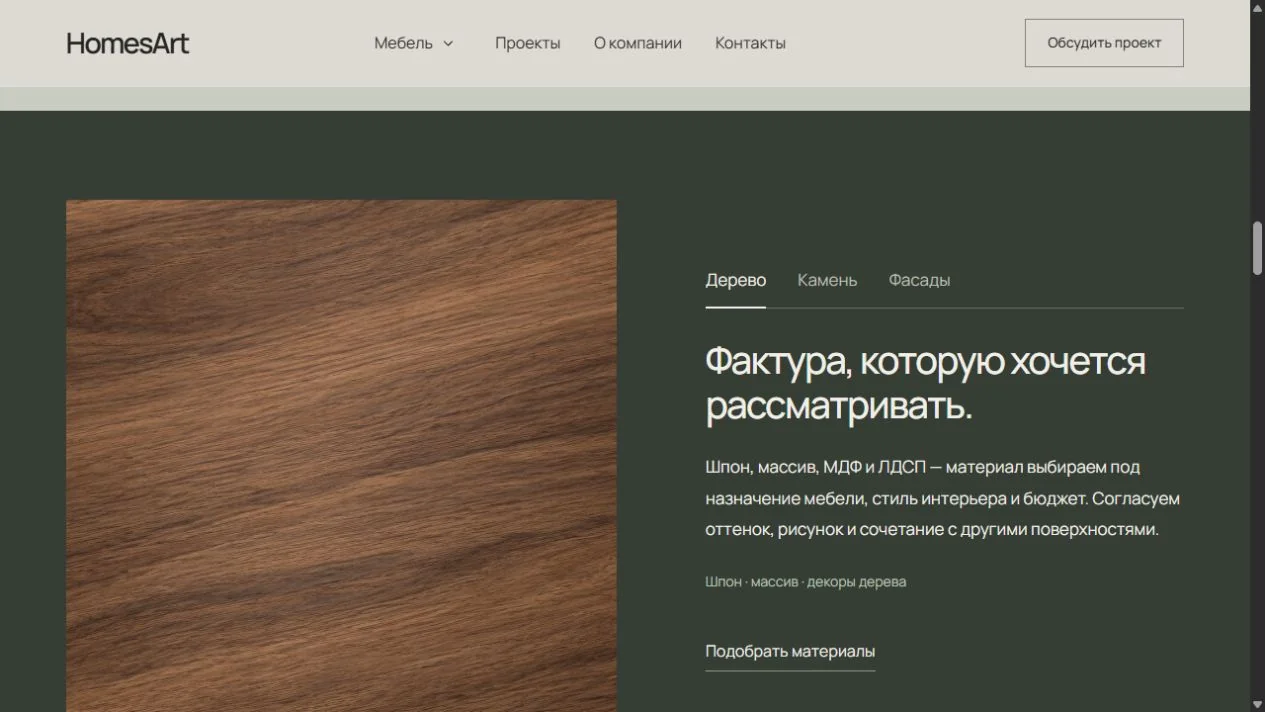 HomesArt
Мебель
Проекты
О компании
Контакты
Обсудить проект
Дерево
Камень
Фасады
Фактура, которую хочется
рассматривать.
Шпон, массив, МДФ и ЛДСП — материал выбираем под
назначение мебели, стиль интерьера и бюджет. Согласуем
оттенок, рисунок и сочетание с другими поверхностями.
Шпон · массив · декоры дерева
Подобрать материалы